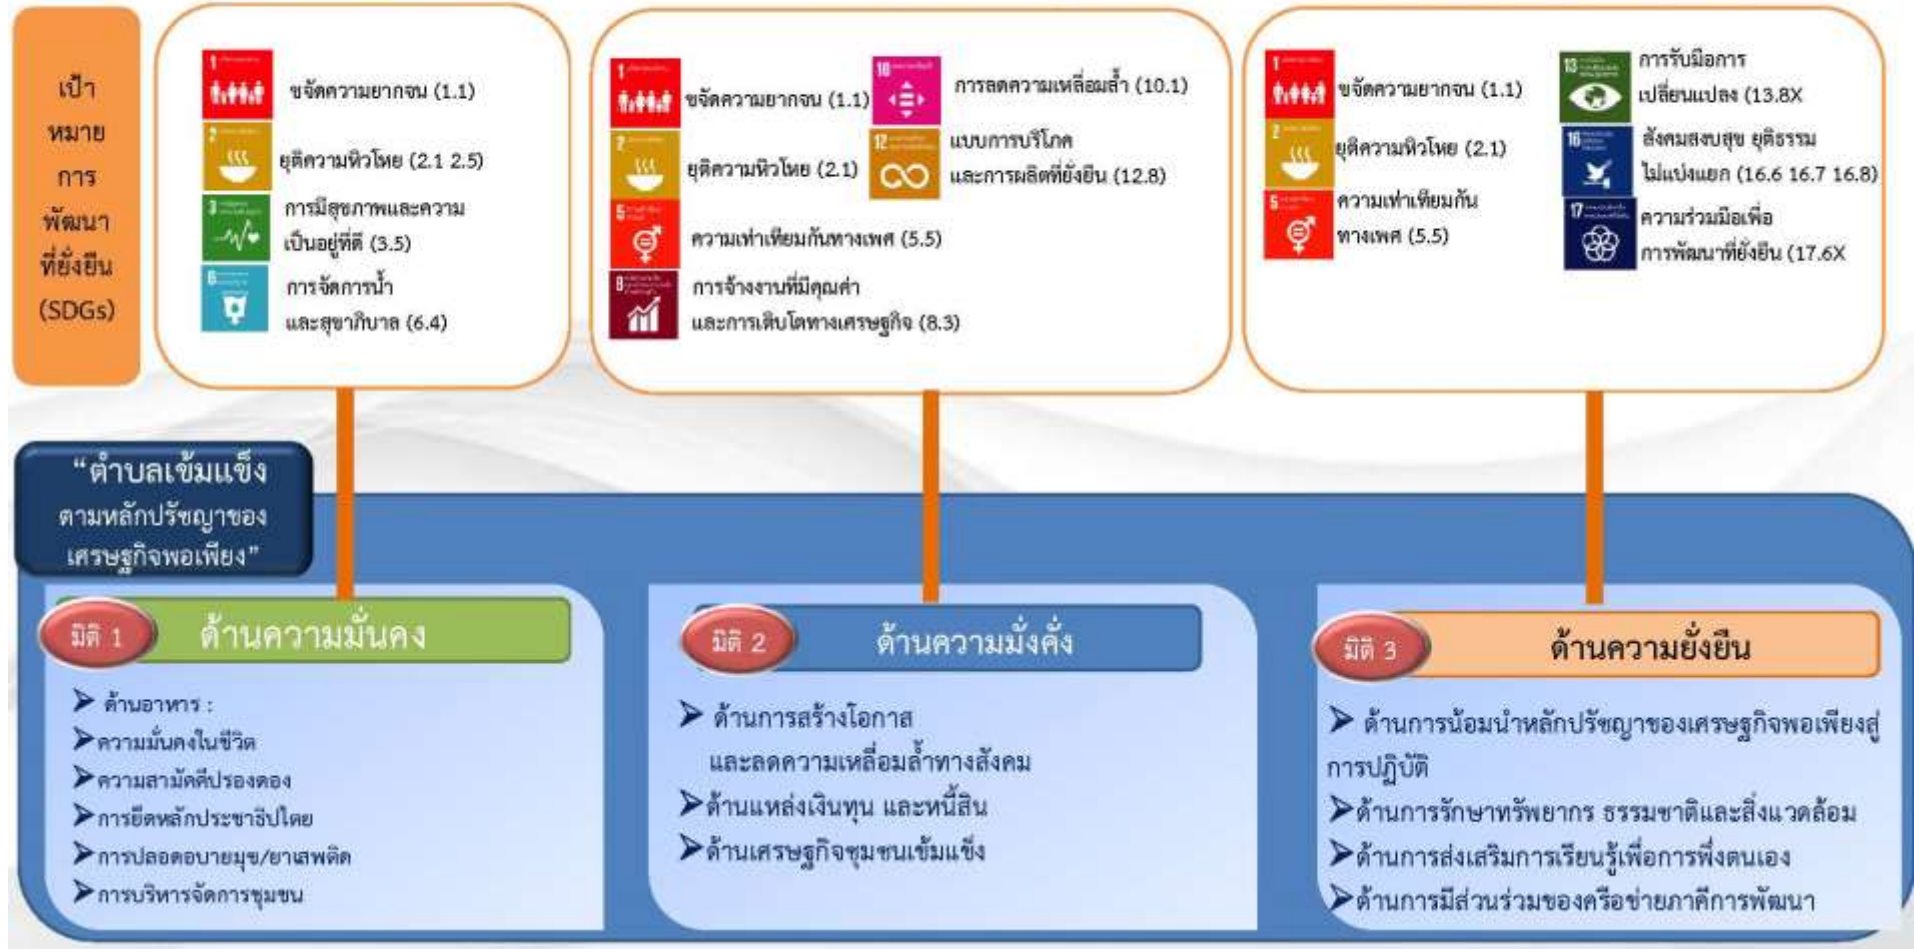 เป้า
หมาย
การ
พัฒนา
ที่ยั่งยืน
(SDGs)
1
ขจัดความยากจน (1.1)
2
ยุติความหิวโหย (2.1 2.5)
3
การมีสุขภาพและความ
เป็นอยู่ที่ดี (3.5)
6
การจัดการน้ำ
และสุขาภิบาล (6.4)
1
ขจัดความยากจน (1.1)
2
ยุติความหิวโหย (2.1)
5
ความเท่าเทียมกันทางเพศ (5.5)
8
การจ้างงานที่มีคุณค่า
และการเติบโตทางเศรษฐกิจ (8.3)
10
การลดความเหลื่อมล้ำ (10.1)
12
แบบการบริโภค
และการผลิตที่ยั่งยืน (12.8)
1
ขจัดความยากจน (1.1)
2
ยุติความหิวโหย (2.1)
5
ความเท่าเทียมกัน
ทางเพศ (5.5)
13
การรับมือการ
เปลี่ยนแปลง (13.8X
16
สังคมสงบสุข ยุติธรรม
ไม่แบ่งแยก (16.6 16.7 16.8)
17
ความร่วมมือเพื่อ
การพัฒนาที่ยั่งยืน (17.6X
“ตำบลเข้มแข็ง
ตามหลักปรัชญาของ
เศรษฐกิจพอเพียง”
มิติ 1
ด้านความมั่นคง
➢ ด้านอาหาร :
➢ความมั่นคงในชีวิต
➢ความสามัคคีปรองดอง
➢การยึดหลักประชาธิปไตย
➢การปลอดอบายมุข/ยาเสพติด
➢การบริหารจัดการชุมชน
มิติ 2
ด้านความมั่งคั่ง
➢ ด้านการสร้างโอกาส
และลดความเหลื่อมล้ำทางสังคม
➢ด้านแหล่งเงินทุน และหนี้สิน
➢ด้านเศรษฐกิจชุมชนเข้มแข็ง
มิติ 3
ด้านความยั่งยืน
➢ ด้านการน้อมนำหลักปรัชญาของเศรษฐกิจพอเพียงสู่
การปฏิบัติ
➢ด้านการรักษาทรัพยากร ธรรมชาติและสิ่งแวดล้อม
➢ด้านการส่งเสริมการเรียนรู้เพื่อการพึ่งตนเอง
➢ด้านการมีส่วนร่วมของครือข่ายภาคีการพัฒนา